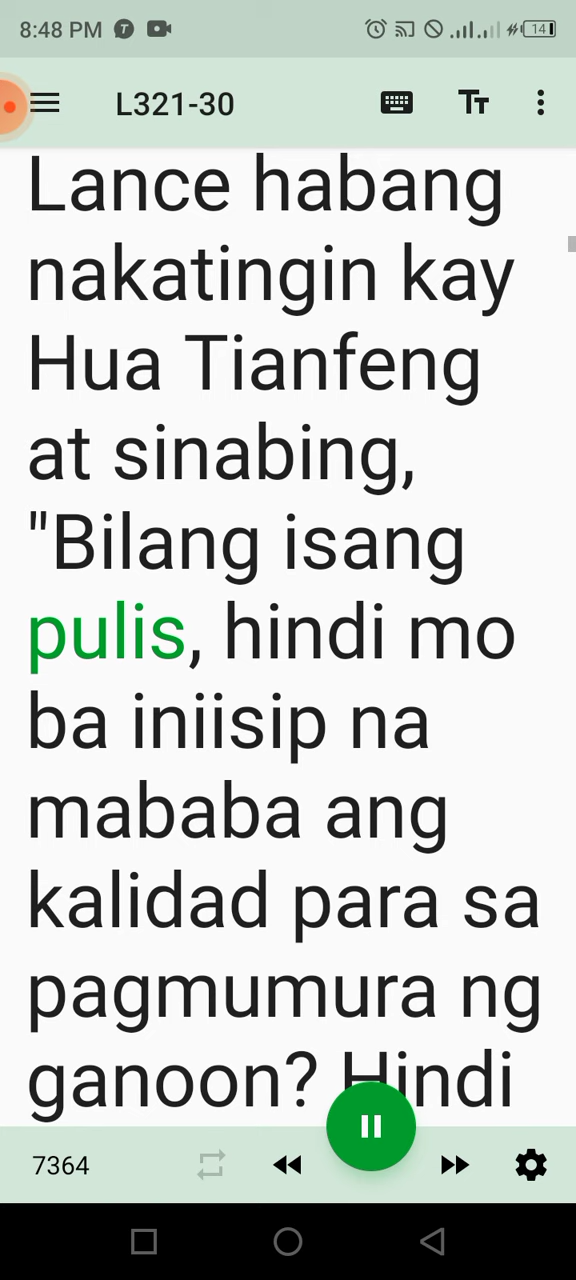 8:48 PM
14
L321-30
Lance habang
nakatingin kay
Hua Tianfeng
at sinabing,
"Bilang isang
pulis, hindi mo
ba iniisip na
mababa ang
kalidad para sa
pagmumura ng
ganoon? Hindi
7364